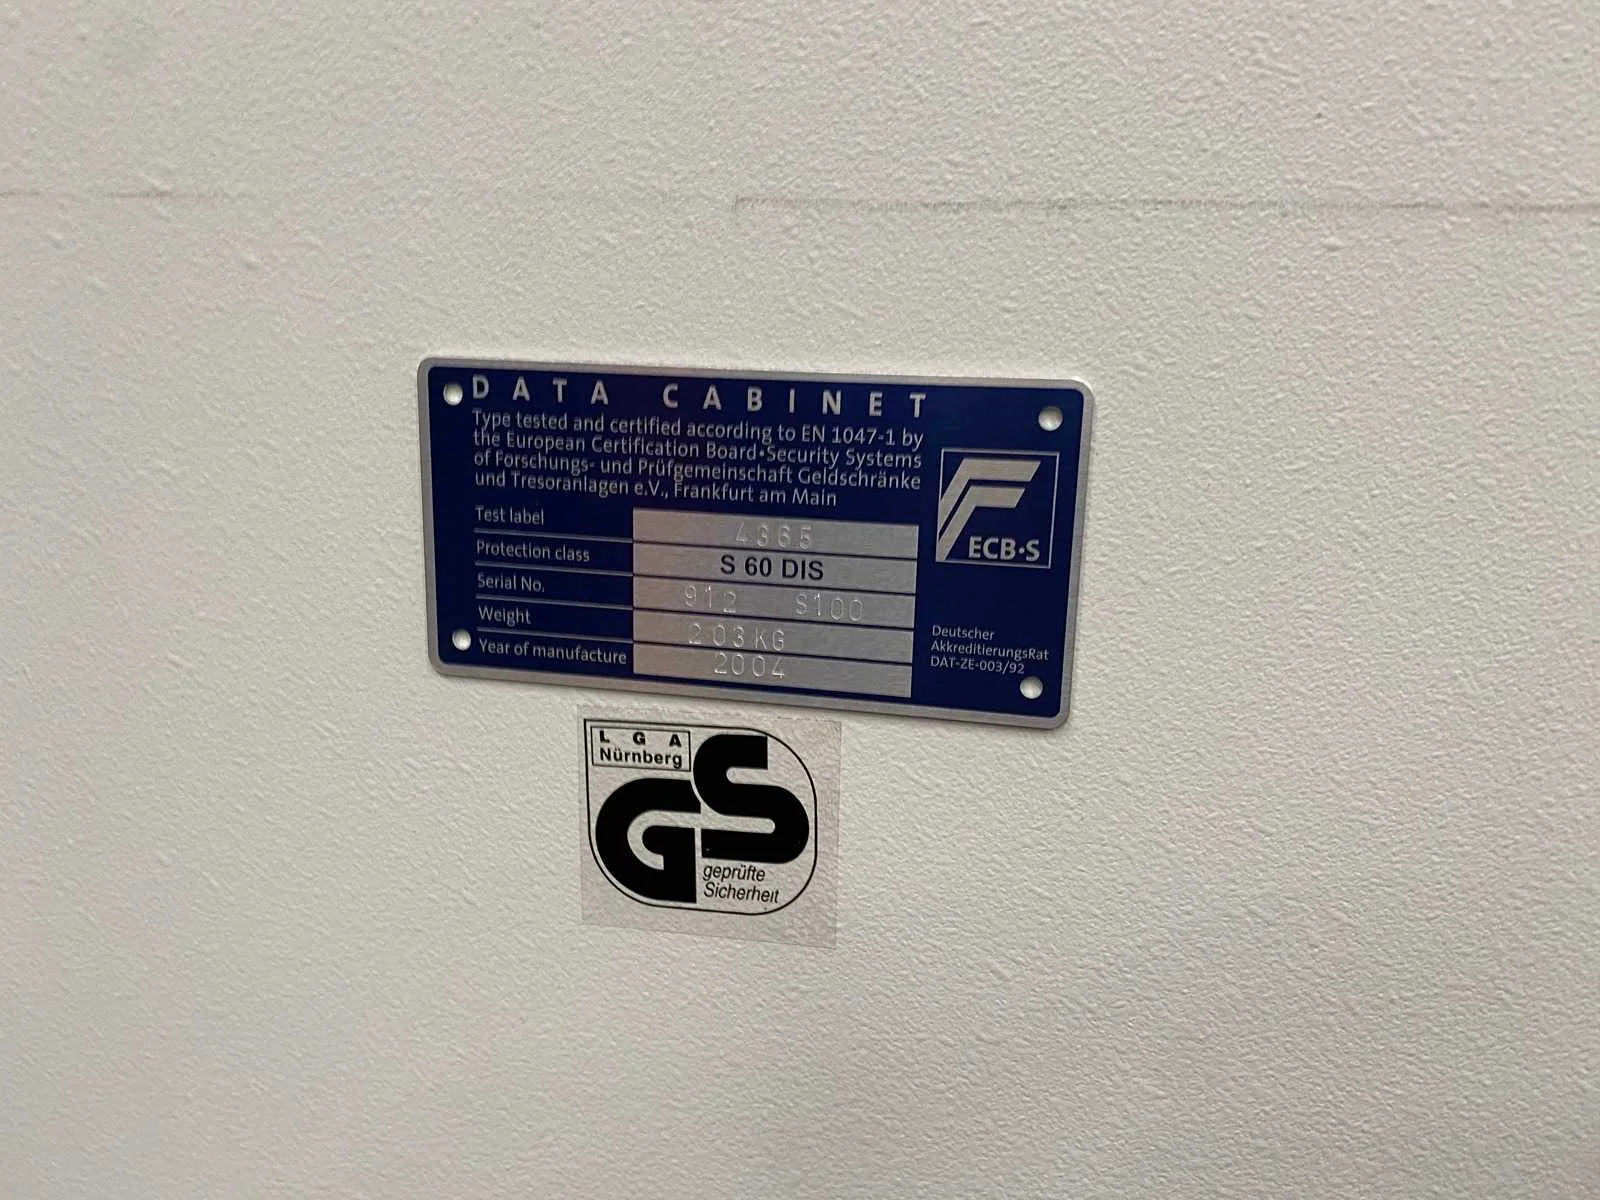 DATA CABINET
Type tested and certified according to EN 1047-1 by
the European Certification Board•Security Systems
of Forschungs- und Prüfgemeinschaft Geldschränke
und Tresoranlagen e.V., Frankfurt am Main
Test label 4365
Protection class S 60 DIS
Serial No. 912 S100
Weight 203KG
Year of manufacture 2004
ECB•S
Deutscher
AkkreditierungsRat
DAT-ZE-003/92
LGA
Nürnberg
GS
geprüfte
Sicherheit